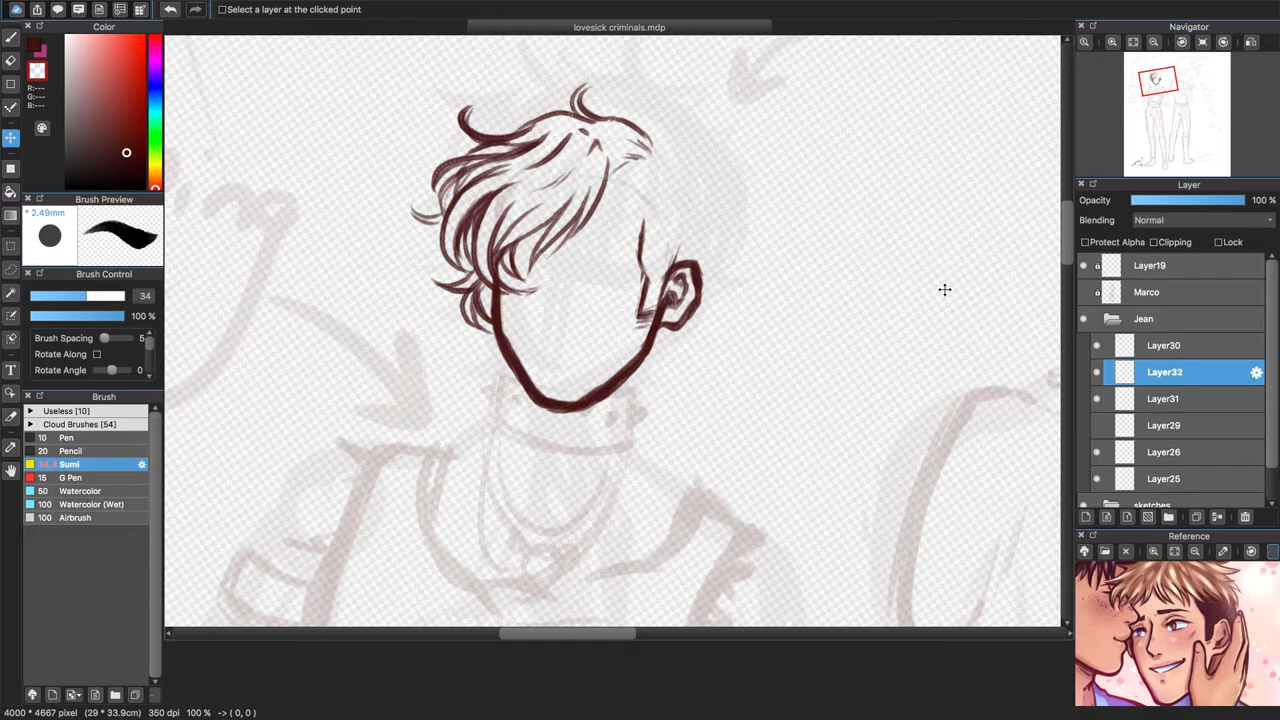 Select a layer at the clicked point
Color
lovesick criminals.mdp
Navigator
R:---
G:---
B:---
Brush Preview
* 2.49mm
Brush Control
34
100 %
Brush Spacing
5
Rotate Along
Rotate Angle
0
Brush
Useless [10]
Cloud Brushes [54]
10 Pen
20 Pencil
Sumi
15 G Pen
50 Watercolor
100 Watercolor (Wet)
100 Airbrush
Layer
Opacity 100 %
Blending Normal
Protect Alpha Clipping Lock
Layer19
Marco
Jean
Layer30
Layer32
Layer31
Layer29
Layer26
Layer25
sketches
Reference
4000 * 4667 pixel (29 * 33.9cm) 350 dpi 100 % -> ( 0, 0 )